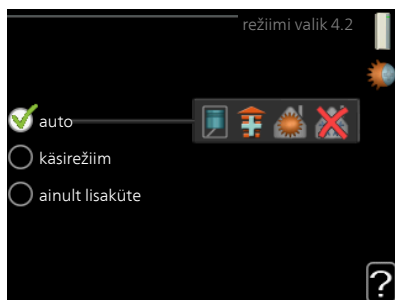 režiimi valik 4.2
auto
käsirežiim
ainult lisaküte
?